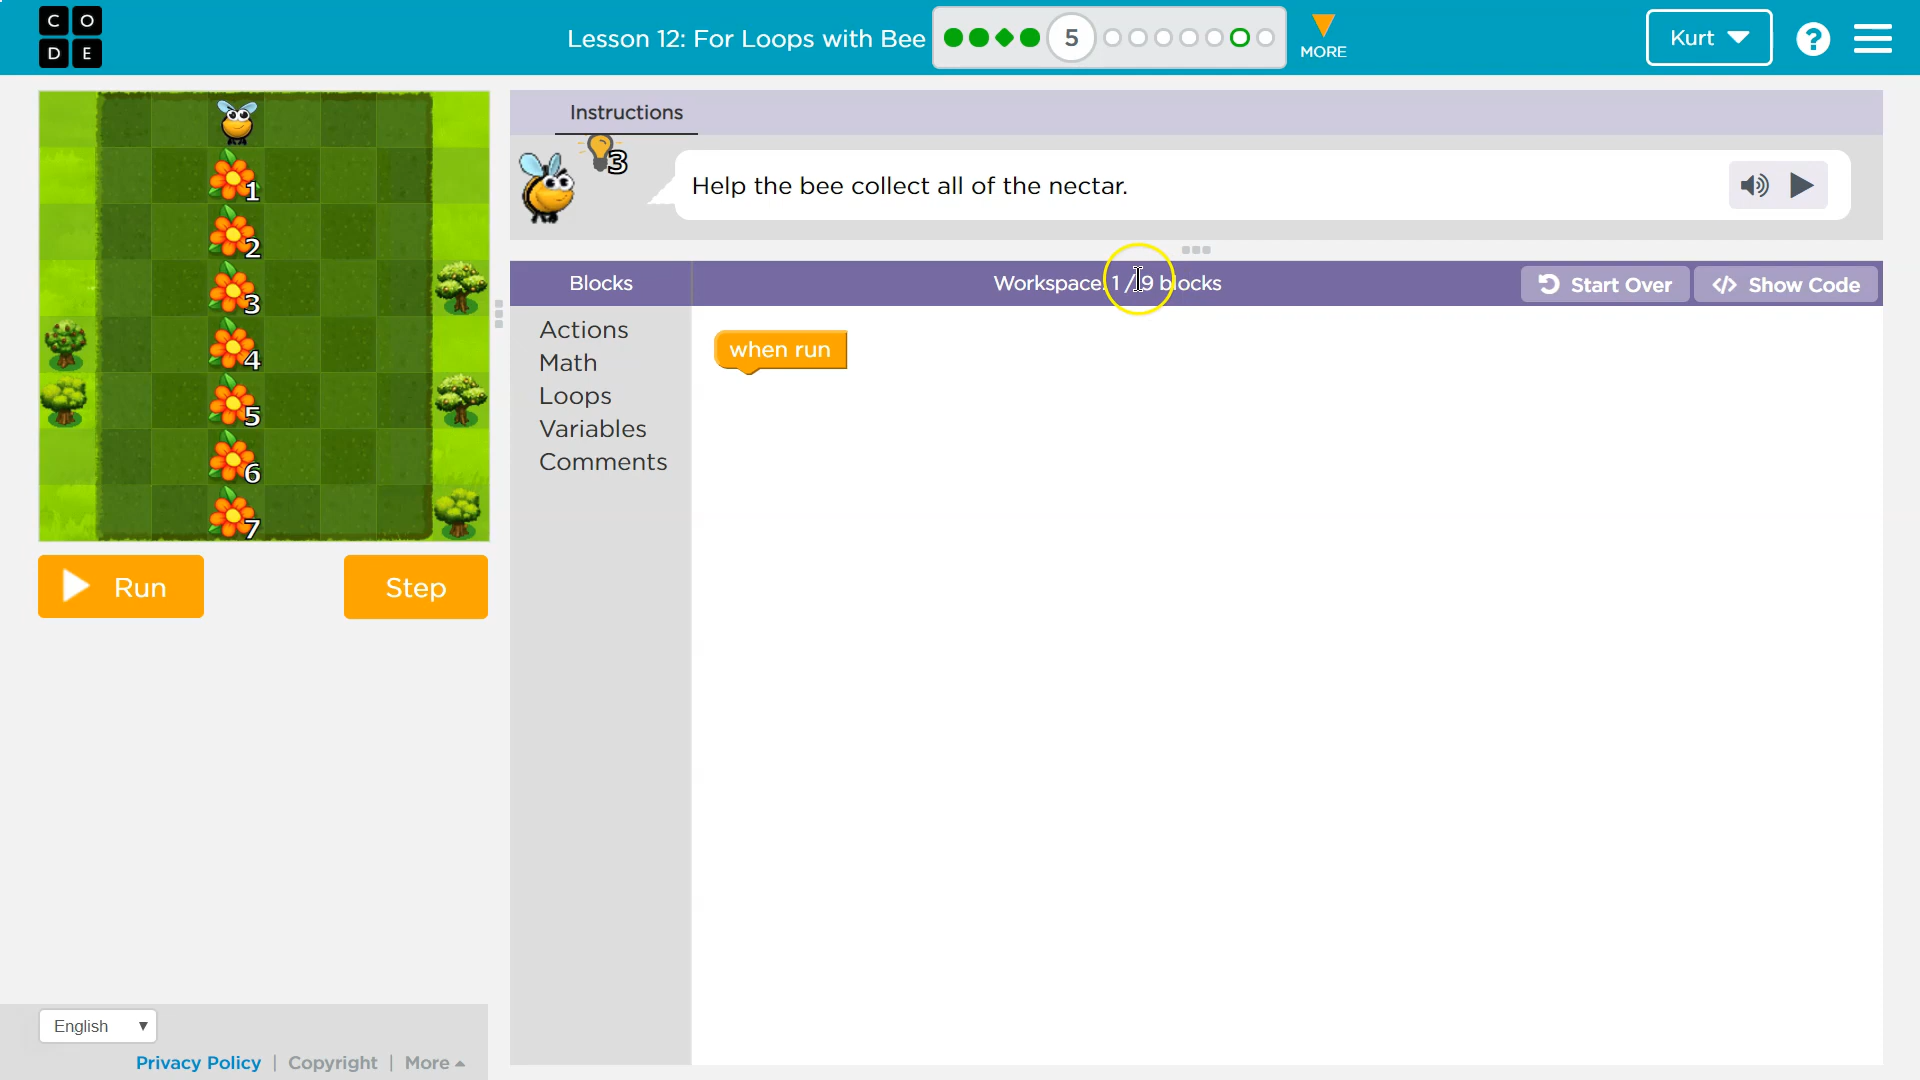 C O
D E
Lesson 12: For Loops with Bee
5
MORE
Kurt
?
Instructions
3
Help the bee collect all of the nectar.
1
2
3
4
5
6
7
Blocks
Workspace: 1 / 9 blocks
Start Over
</> Show Code
Actions
Math
Loops
Variables
Comments
when run
Run
Step
English
Privacy Policy | Copyright | More